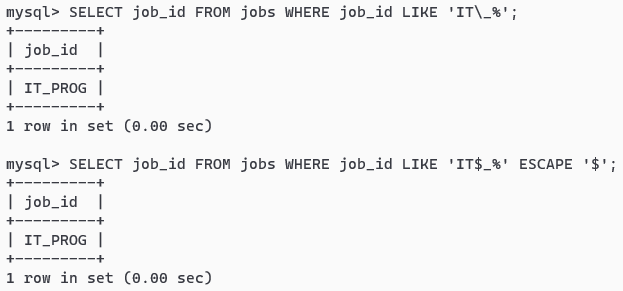 mysql> SELECT job_id FROM jobs WHERE job_id LIKE 'IT\_%';
+---------+
| job_id  |
+---------+
| IT_PROG |
+---------+
1 row in set (0.00 sec)

mysql> SELECT job_id FROM jobs WHERE job_id LIKE 'IT$_%' ESCAPE '$';
+---------+
| job_id  |
+---------+
| IT_PROG |
+---------+
1 row in set (0.00 sec)